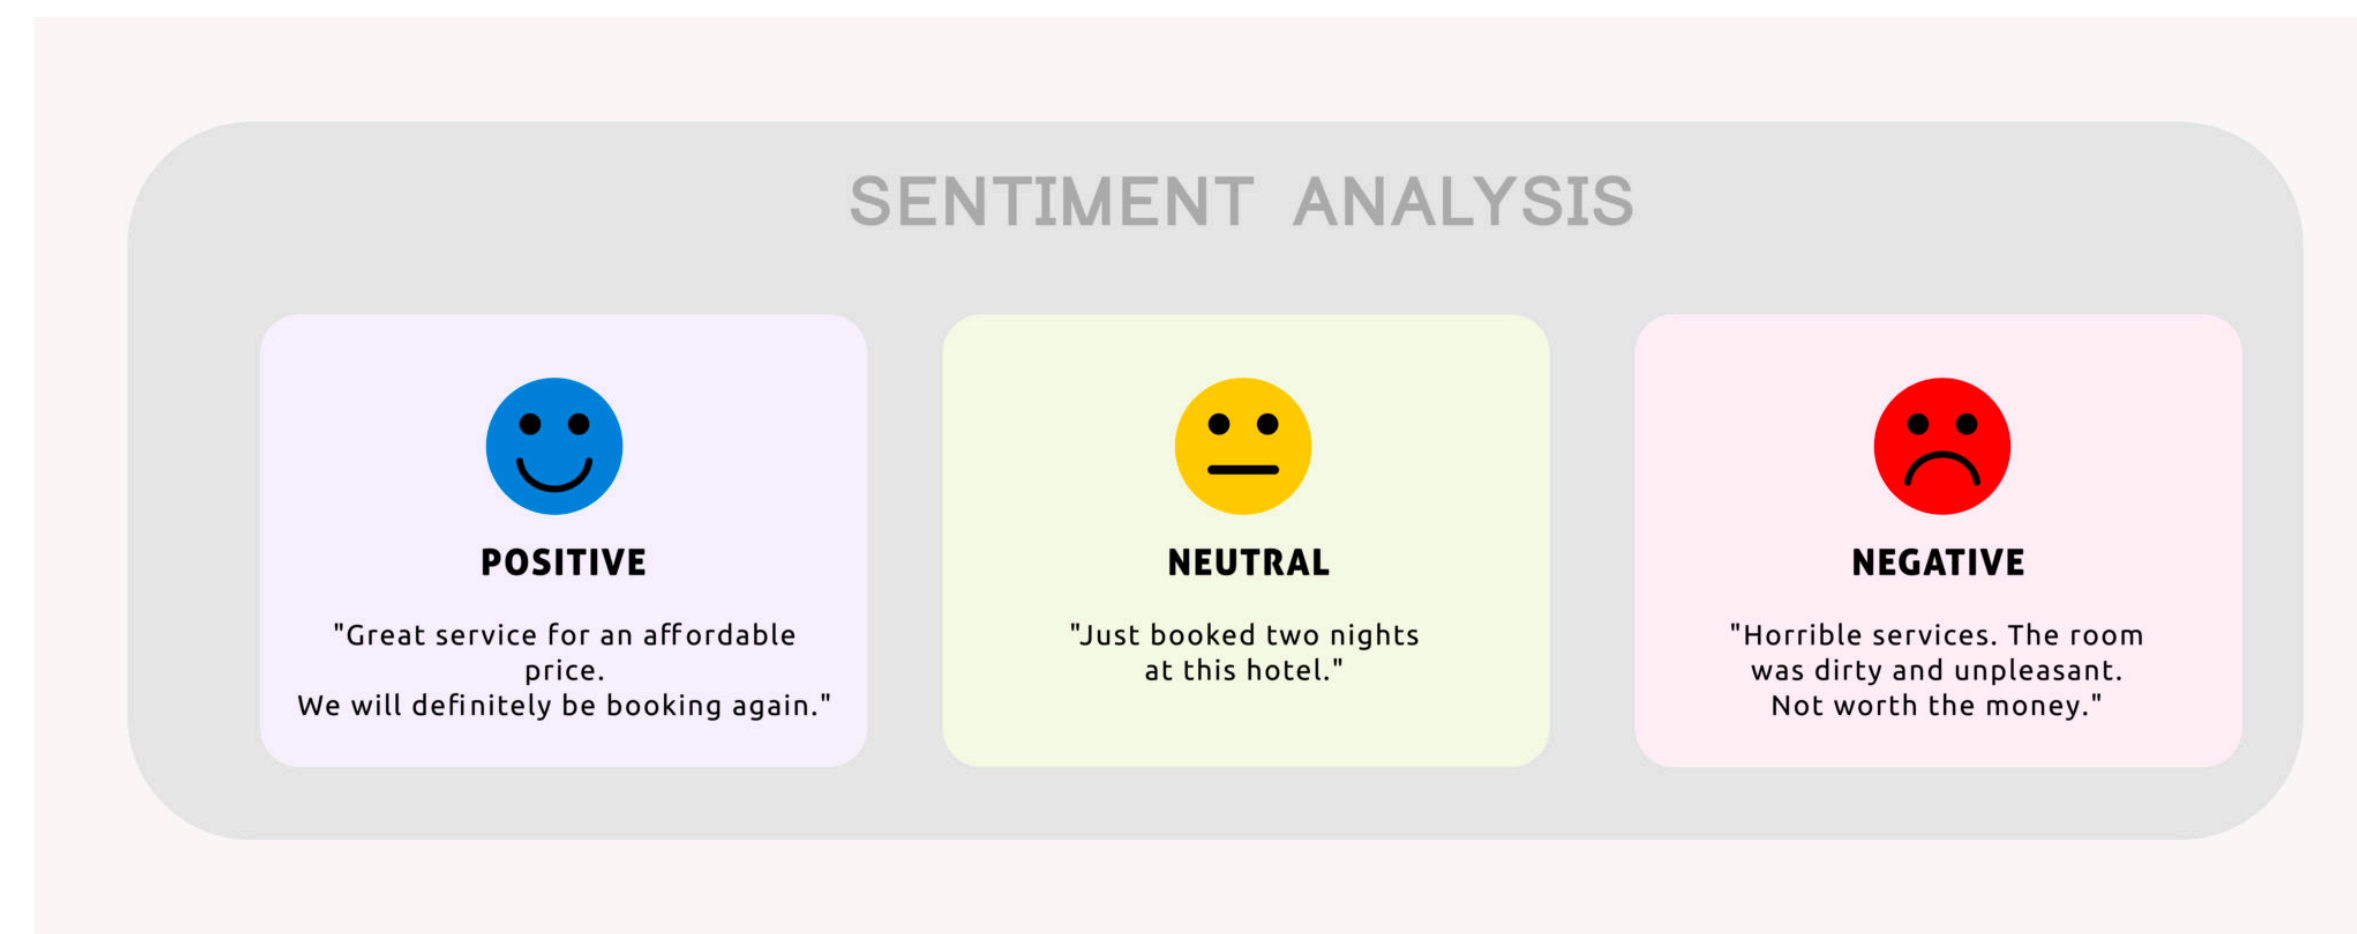 SENTIMENT ANALYSIS
POSITIVE
"Great service for an affordable
price.
We will definitely be booking again."
NEUTRAL
"Just booked two nights
at this hotel."
NEGATIVE
"Horrible services. The room
was dirty and unpleasant.
Not worth the money."